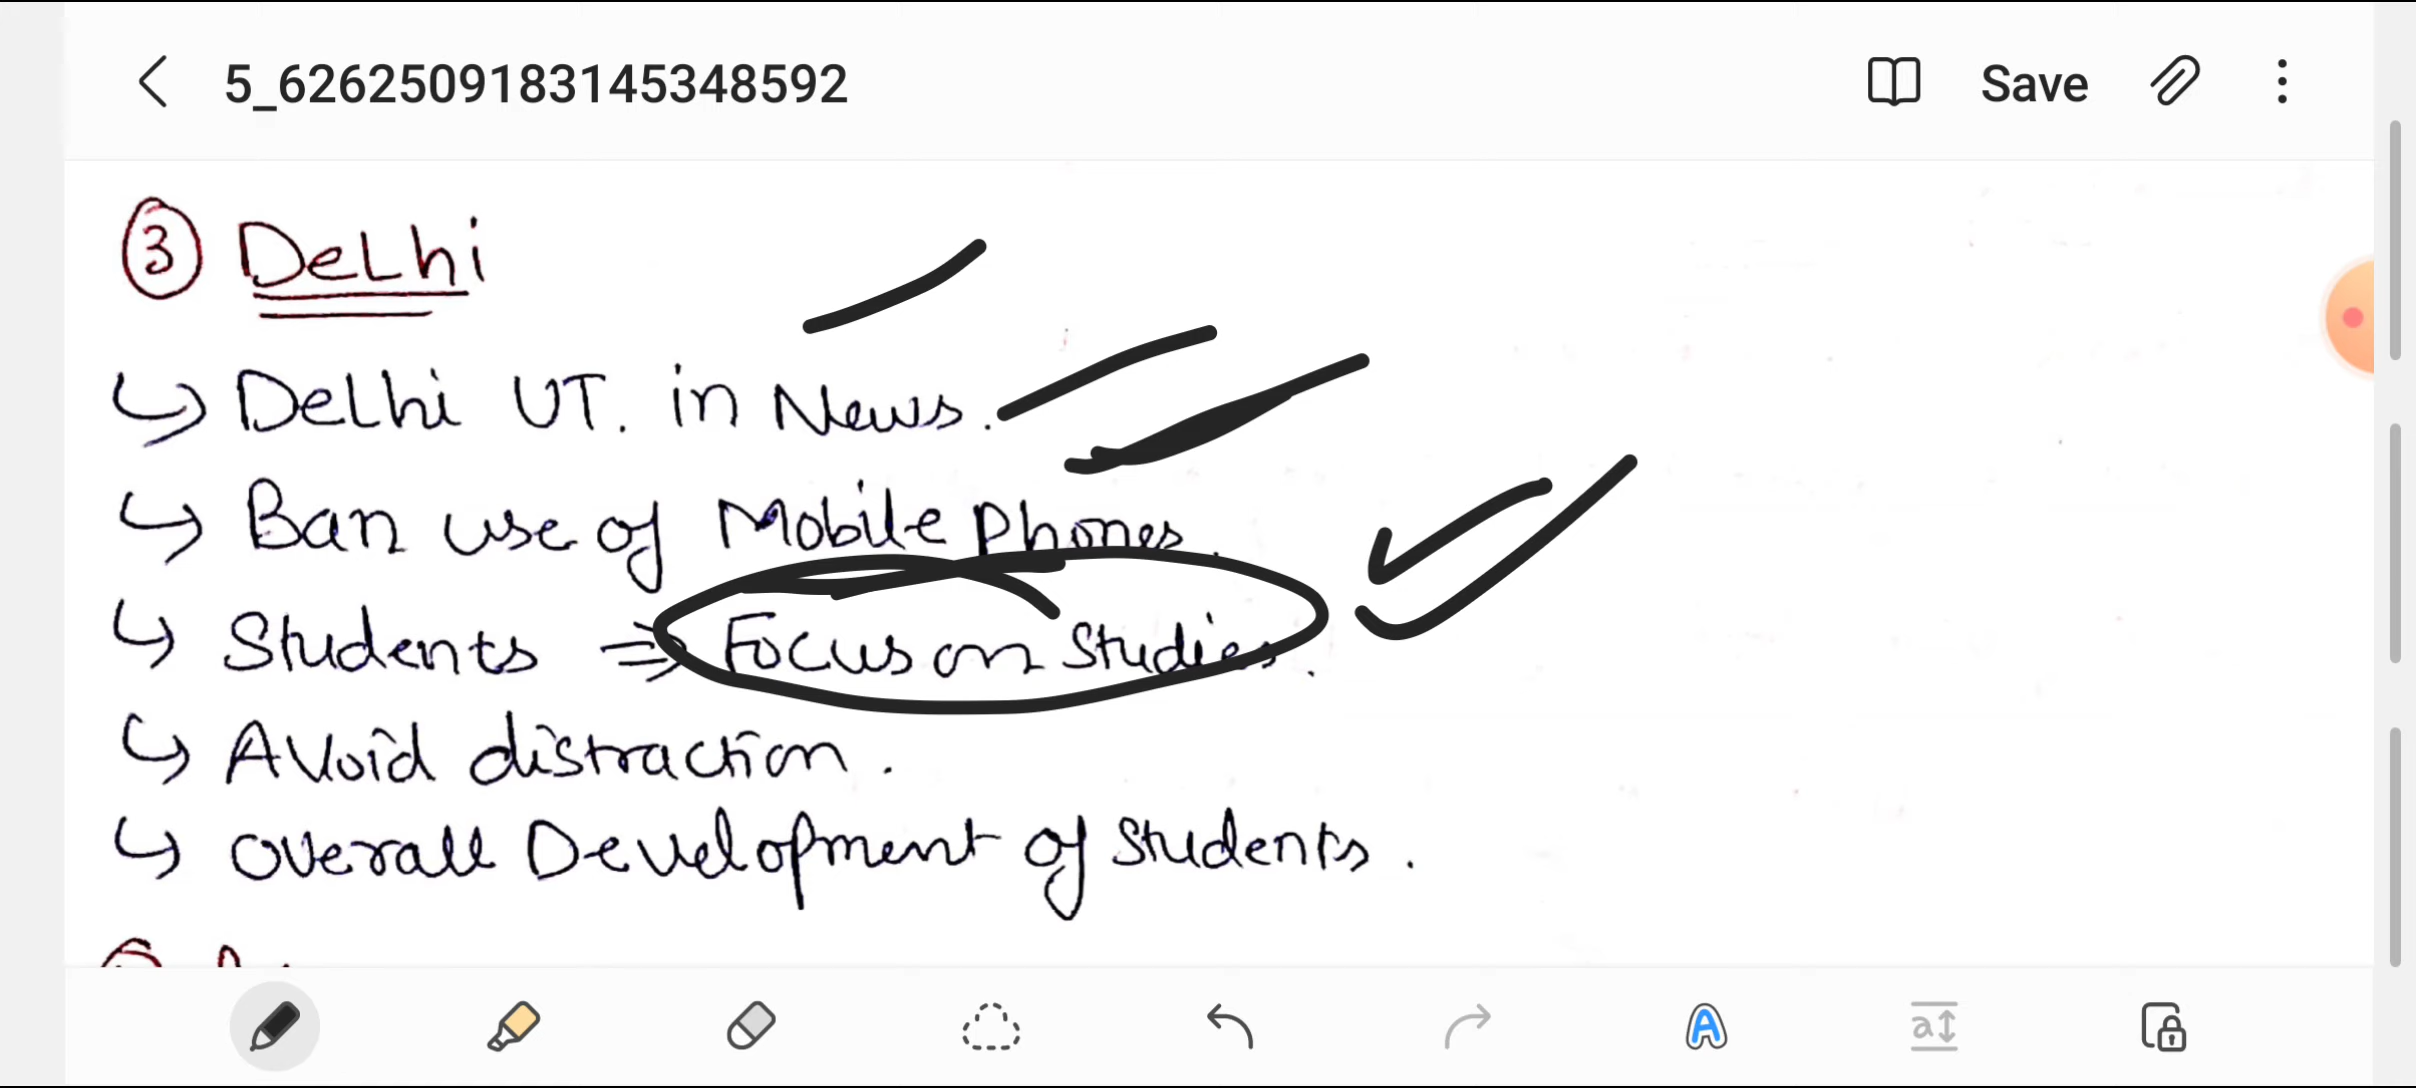 5_6262509183145348592
Save
③ DeLhi
↳ Delhi UT. in News.
↳ Ban use of Mobile Phones.
↳ Students ⇒ Focus on Studies.
↳ Avoid distraction.
↳ Overall Development of Students.
A
a